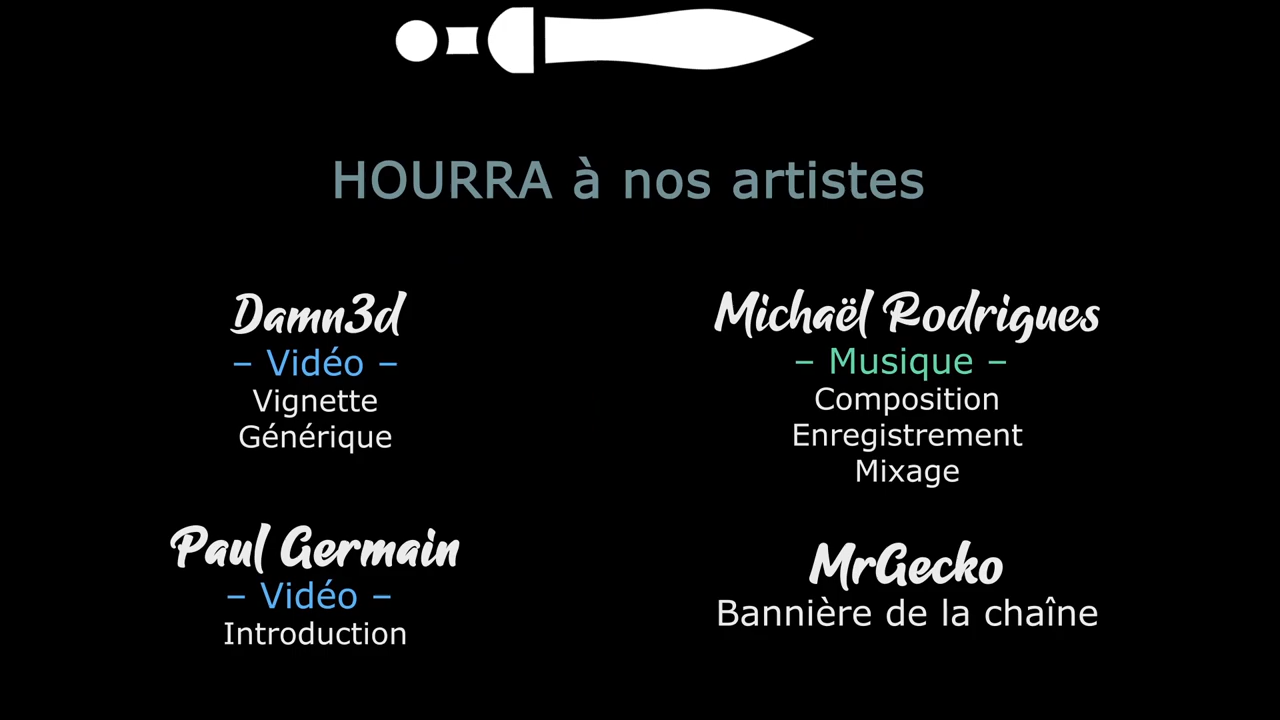 HOURRA à nos artistes
Damn3d
– Vidéo –
Vignette
Générique
Michaël Rodrigues
– Musique –
Composition
Enregistrement
Mixage
Paul Germain
– Vidéo –
Introduction
MrGecko
Bannière de la chaîne